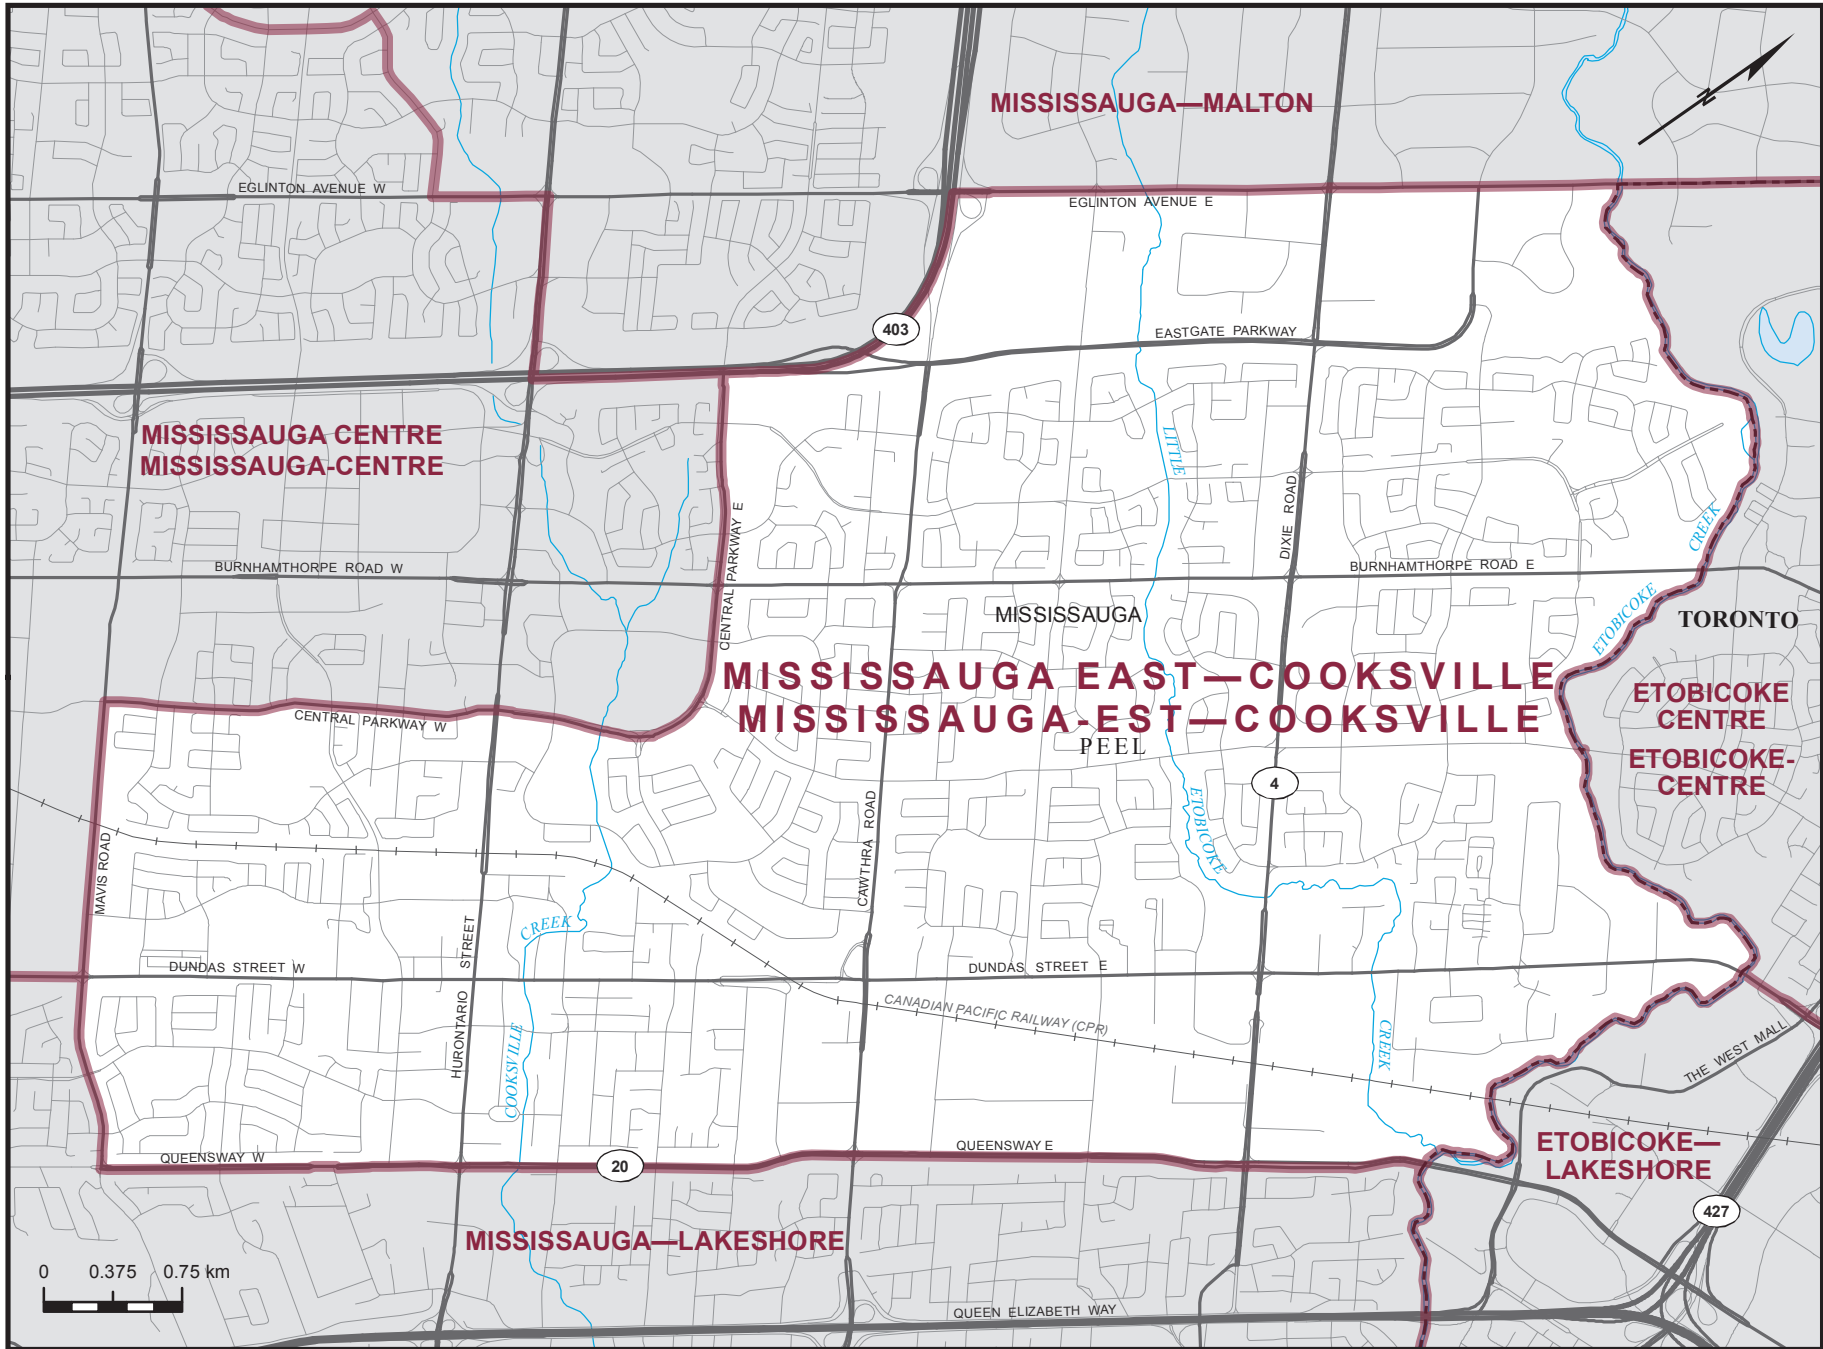 MISSISSAUGA—MALTON
N
EGLINTON AVENUE W
EGLINTON AVENUE E
403
EASTGATE PARKWAY
MISSISSAUGA CENTRE
MISSISSAUGA-CENTRE
LITTLE
DIXIE ROAD
CENTRAL PARKWAY E
CREEK
BURNHAMTHORPE ROAD W
BURNHAMTHORPE ROAD E
ETOBICOKE
MISSISSAUGA
TORONTO
MISSISSAUGA EAST—COOKSVILLE
MISSISSAUGA-EST—COOKSVILLE
PEEL
ETOBICOKE
CENTRE
ETOBICOKE-
CENTRE
CENTRAL PARKWAY W
4
ETOBICOKE
MAVIS ROAD
CAWTHRA ROAD
CREEK
HURONTARIO STREET
DUNDAS STREET W
DUNDAS STREET E
CANADIAN PACIFIC RAILWAY (CPR)
COOKSVILLE
CREEK
THE WEST MALL
QUEENSWAY W
20
QUEENSWAY E
ETOBICOKE—
LAKESHORE
427
MISSISSAUGA—LAKESHORE
0 0.375 0.75 km
QUEEN ELIZABETH WAY